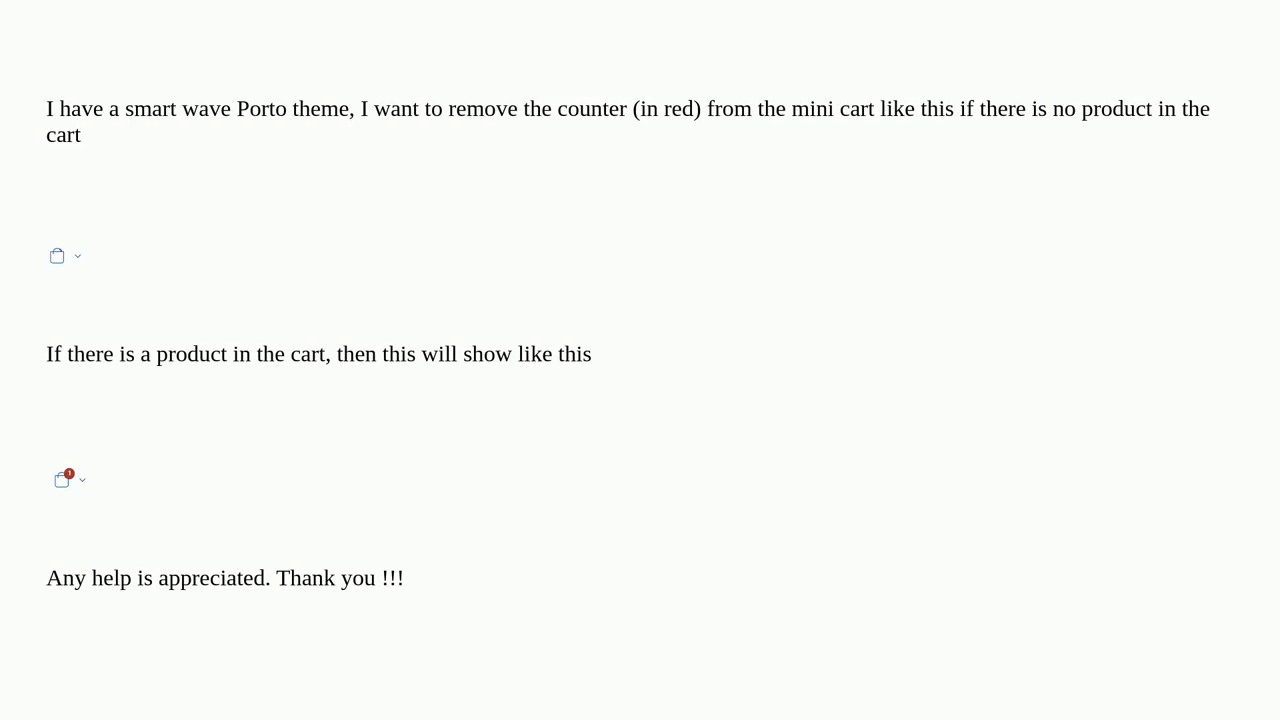 I have a smart wave Porto theme, I want to remove the counter (in red) from the mini cart like this if there is no product in the
cart
If there is a product in the cart, then this will show like this
1
Any help is appreciated. Thank you !!!